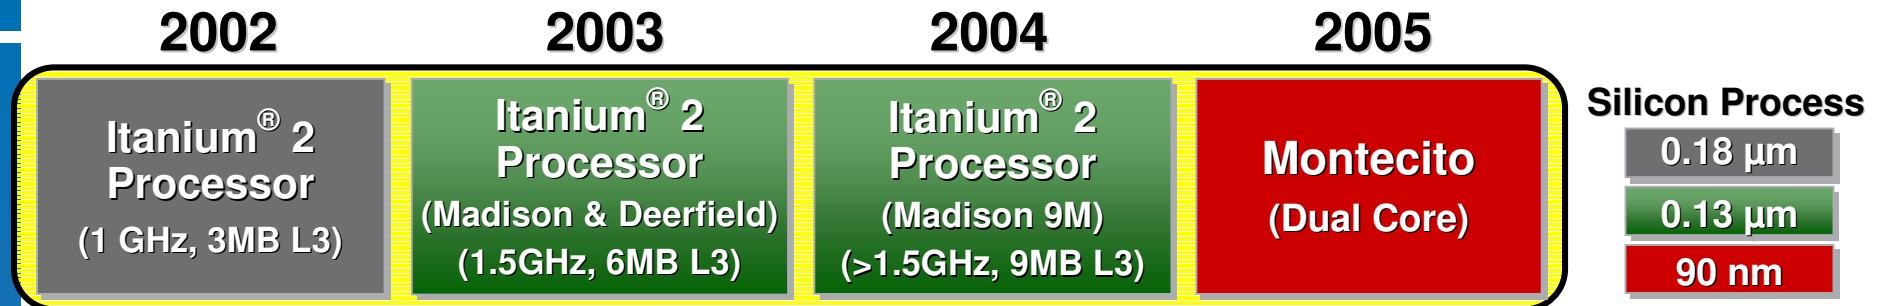 2002
2003
2004
2005
Itanium® 2
Processor
(1 GHz, 3MB L3)
Itanium® 2
Processor
(Madison & Deerfield)
(1.5GHz, 6MB L3)
Itanium® 2
Processor
(Madison 9M)
(>1.5GHz, 9MB L3)
Montecito
(Dual Core)
Silicon Process
0.18 µm
0.13 µm
90 nm